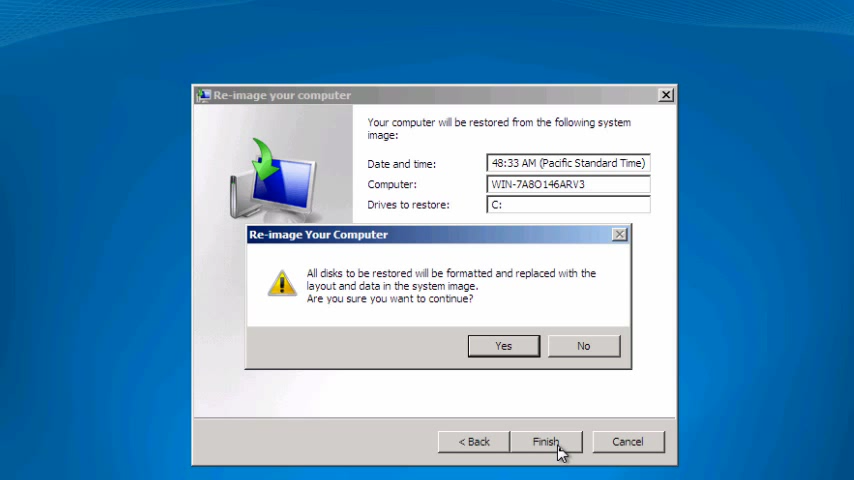 Re-image your computer
Your computer will be restored from the following system
image:
Date and time: 48:33 AM (Pacific Standard Time)
Computer: WIN-7A8O146ARV3
Drives to restore: C:
Re-image Your Computer
All disks to be restored will be formatted and replaced with the
layout and data in the system image.
Are you sure you want to continue?
Yes No
< Back Finish Cancel